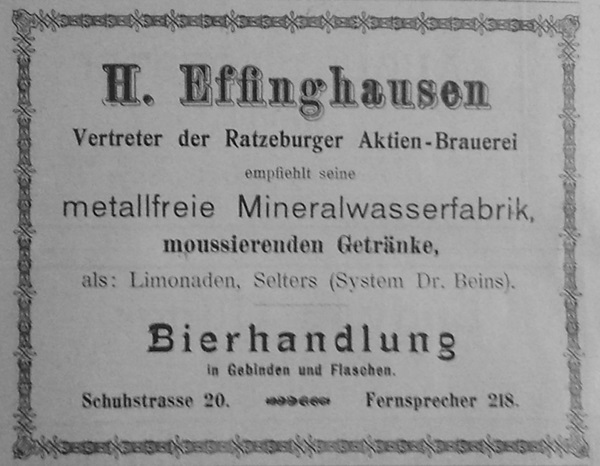 H. Effinghausen
Vertreter der Ratzeburger Aktien-Brauerei
empfiehlt seine
metallfreie Mineralwasserfabrik,
moussierenden Getränke,
als: Limonaden, Selters (System Dr. Beins).
Bierhandlung
in Gebinden und Flaschen.
Schuhstrasse 20. Fernsprecher 218.